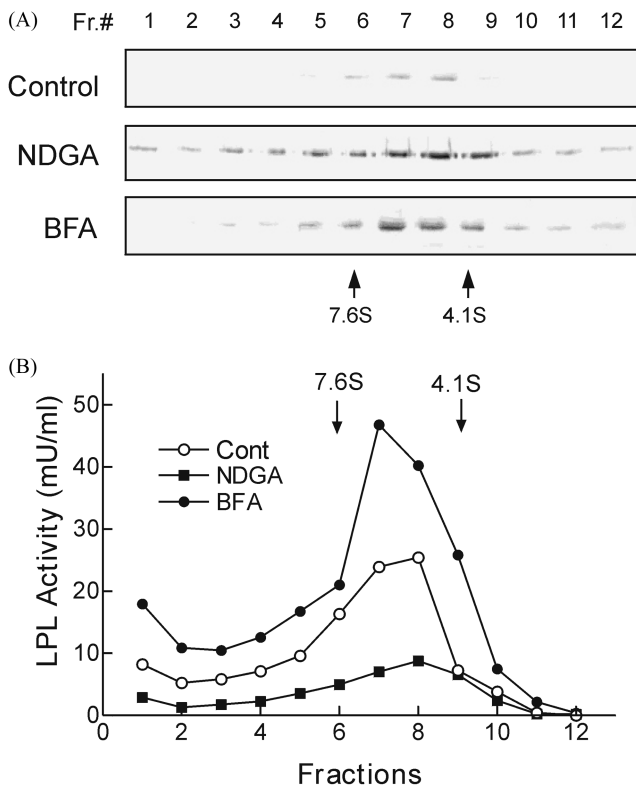 (A) Fr.# 1 2 3 4 5 6 7 8 9 10 11 12
Control
NDGA
BFA
7.6S 4.1S
(B)
7.6S 4.1S
50
Cont
NDGA
BFA
40
30
20
10
0
LPL Activity (mU/ml)
0 2 4 6 8 10 12
Fractions